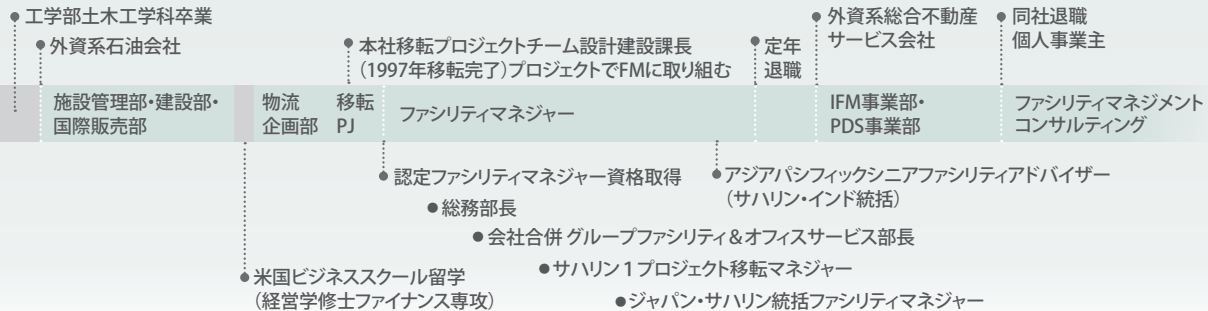 工学部土木工学科卒業
外資系石油会社
本社移転プロジェクトチーム設計建設課長
（1997年移転完了）プロジェクトでFMに取り組む
定年
退職
外資系総合不動産
サービス会社
同社退職
個人事業主
施設管理部・建設部・
国際販売部
物流
企画部
移転
PJ
ファシリティマネジャー
IFM事業部・
PDS事業部
ファシリティマネジメント
コンサルティング
認定ファシリティマネジャー資格取得
アジアパシフィックシニアファシリティアドバイザー
（サハリン・インド統括）
総務部長
会社合併 グループファシリティ＆オフィスサービス部長
米国ビジネススクール留学
（経営学修士ファイナンス専攻）
サハリン1プロジェクト移転マネジャー
ジャパン・サハリン統括ファシリティマネジャー